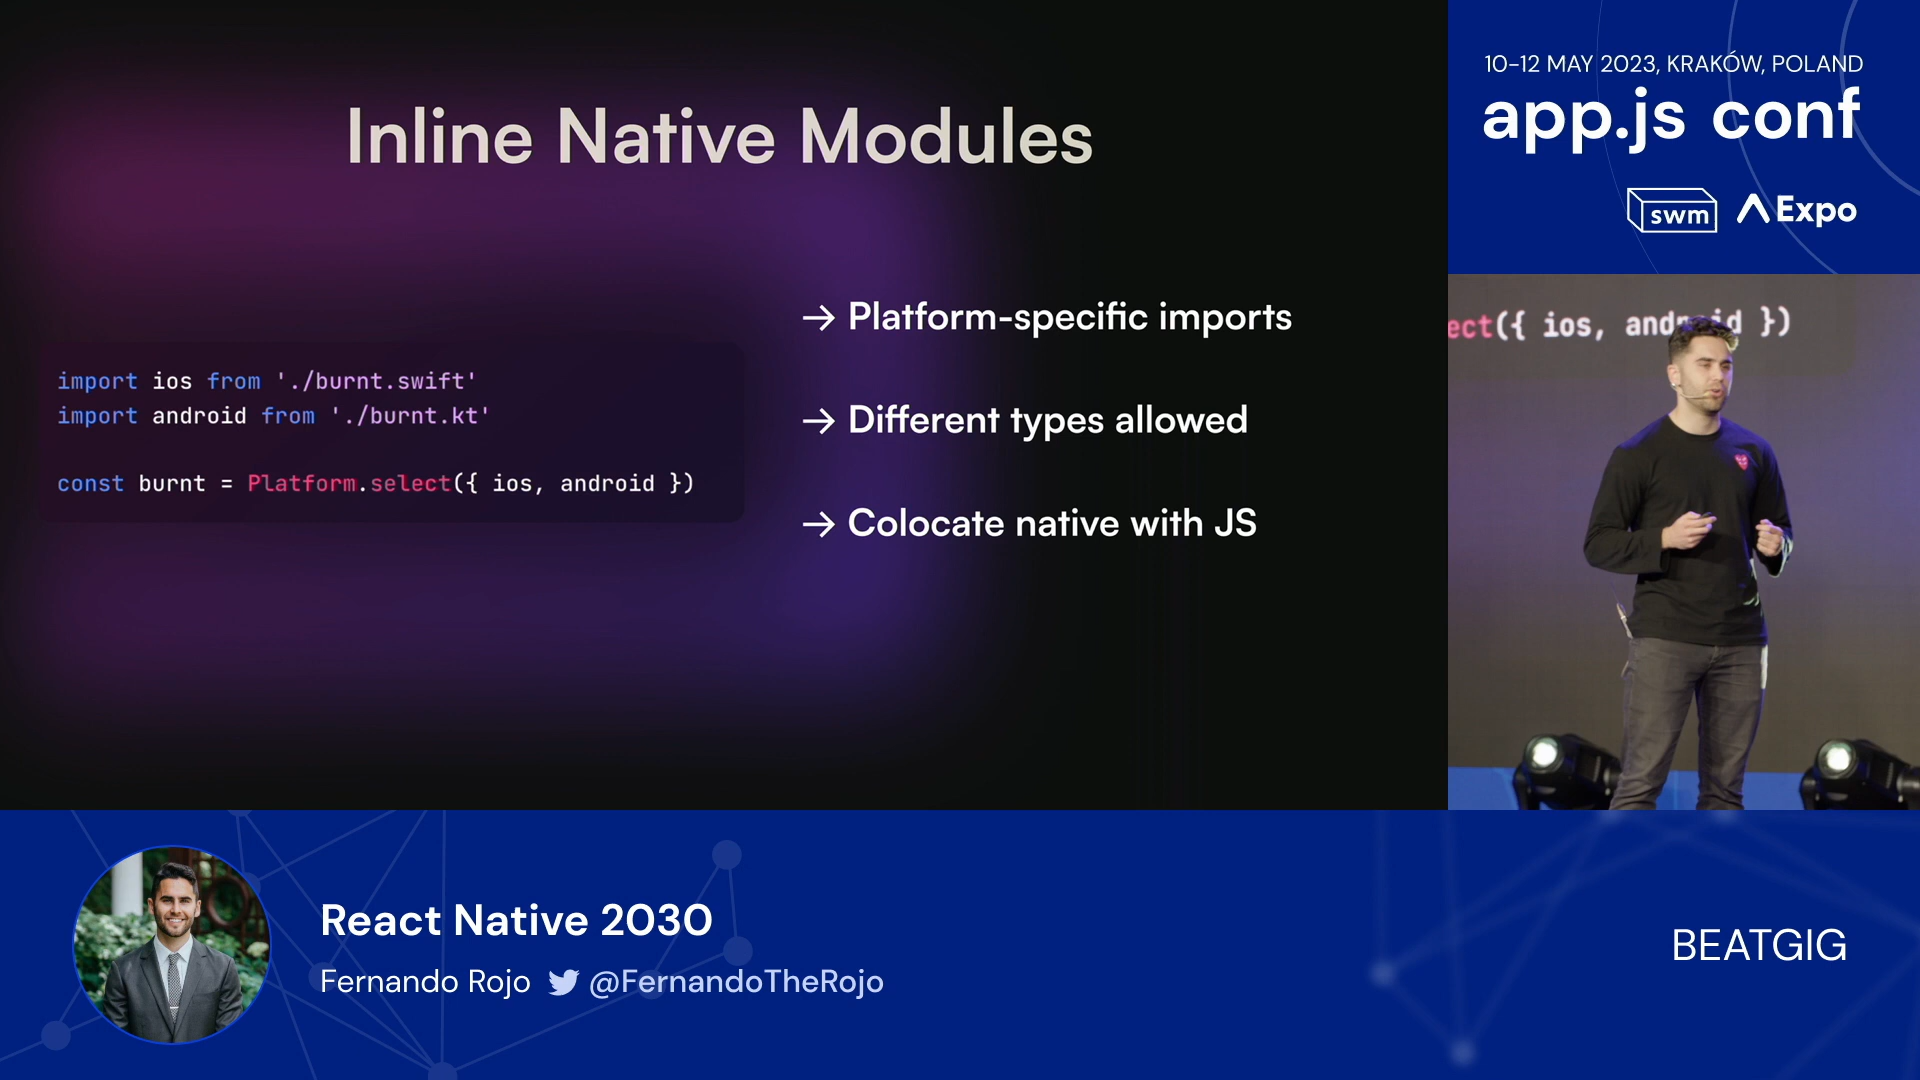 Inline Native Modules
import ios from './burnt.swift'
import android from './burnt.kt'
const burnt = Platform.select({ ios, android })
→ Platform-specific imports
→ Different types allowed
→ Colocate native with JS
10-12 MAY 2023, KRAKÓW, POLAND
app.js conf
swm Expo
ect({ ios, android })
React Native 2030
Fernando Rojo @FernandoTheRojo
BEATGIG